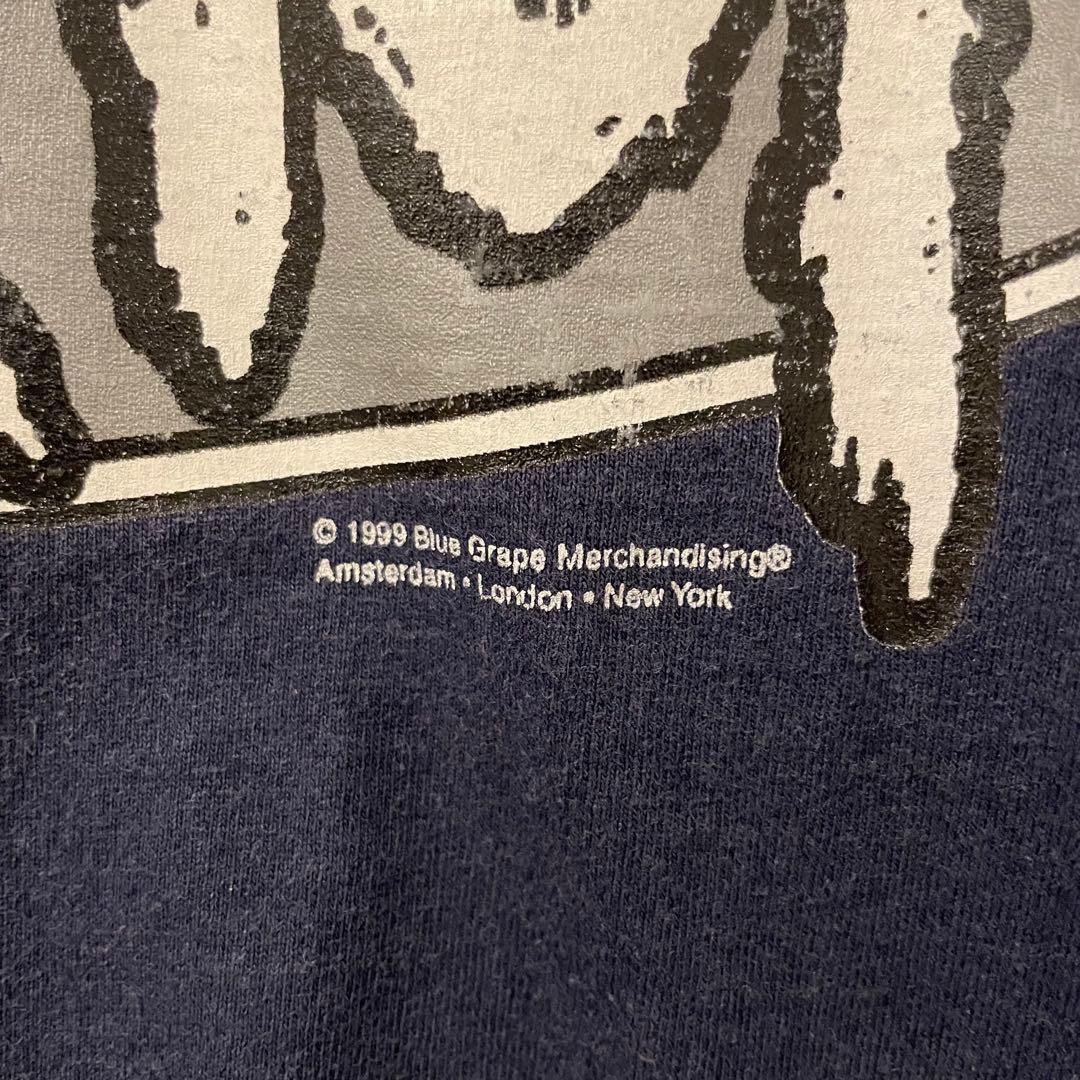 © 1999 Blue Grape Merchandising®
Amsterdam • London • New York